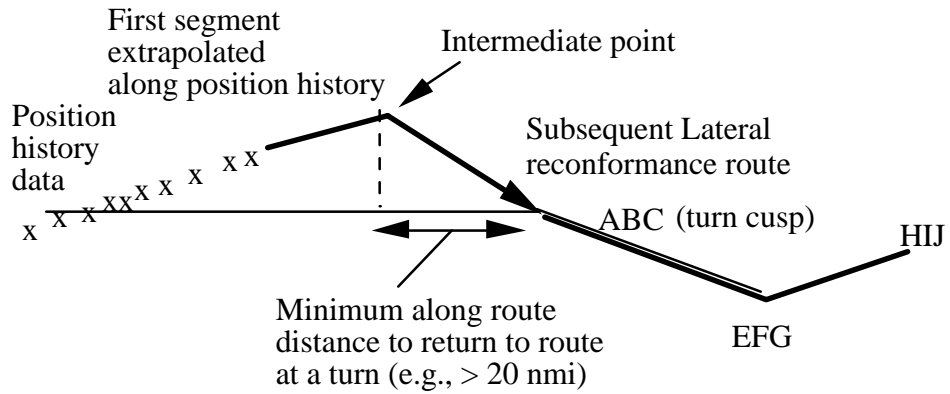 First segment
extrapolated
along position history
Intermediate point
Position
history
data
Subsequent Lateral
reconformance route
x x x x x x x x x x
ABC (turn cusp)
HIJ
Minimum along route
distance to return to route
at a turn (e.g., > 20 nmi)
EFG